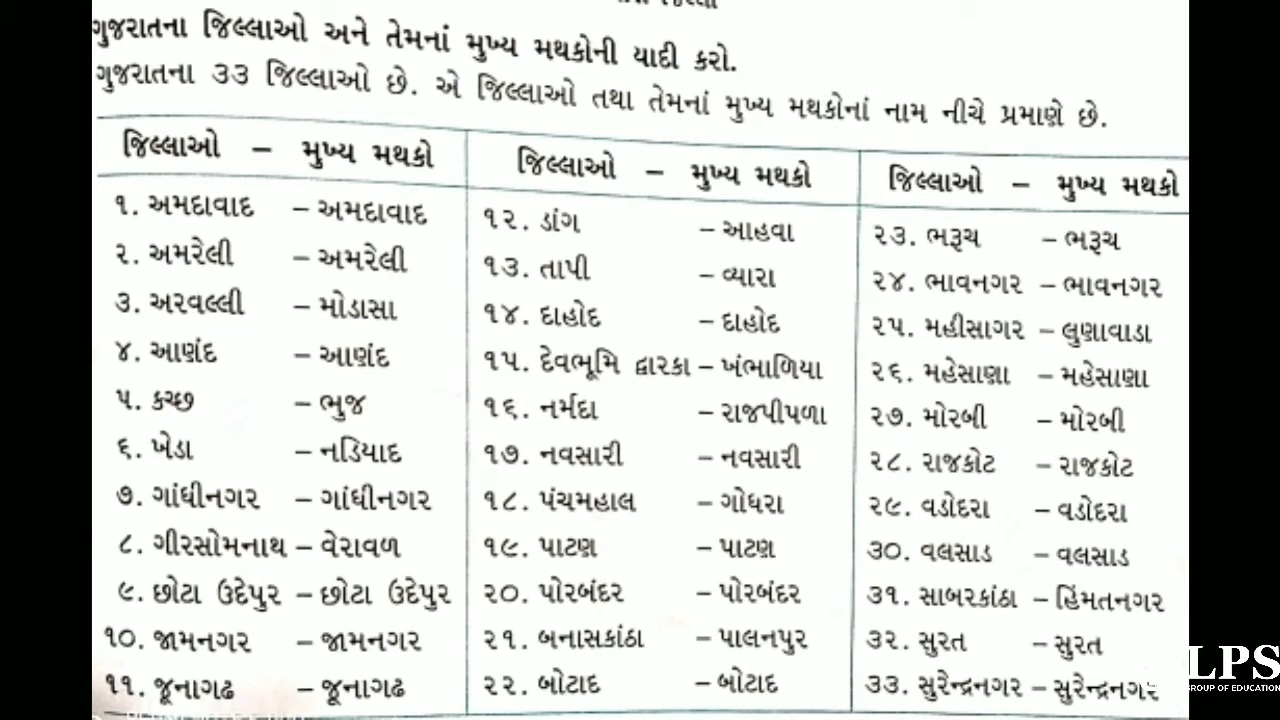 ગુજરાતના જિલ્લાઓ અને તેમનાં મુખ્ય મથકોની યાદી કરો.
ગુજરાતના ૩૩ જિલ્લાઓ છે. એ જિલ્લાઓ તથા તેમનાં મુખ્ય મથકોનાં નામ નીચે પ્રમાણે છે.
જિલ્લાઓ – મુખ્ય મથકો
૧. અમદાવાદ – અમદાવાદ
૨. અમરેલી – અમરેલી
૩. અરવલ્લી – મોડાસા
૪. આણંદ – આણંદ
૫. કચ્છ – ભુજ
૬. ખેડા – નડિયાદ
૭. ગાંધીનગર – ગાંધીનગર
૮. ગીરસોમનાથ – વેરાવળ
૯. છોટા ઉદેપુર – છોટા ઉદેપુર
૧૦. જામનગર – જામનગર
૧૧. જૂનાગઢ – જૂનાગઢ
જિલ્લાઓ – મુખ્ય મથકો
૧૨. ડાંગ – આહવા
૧૩. તાપી – વ્યારા
૧૪. દાહોદ – દાહોદ
૧૫. દેવભૂમિ દ્વારકા – ખંભાળિયા
૧૬. નર્મદા – રાજપીપળા
૧૭. નવસારી – નવસારી
૧૮. પંચમહાલ – ગોધરા
૧૯. પાટણ – પાટણ
૨૦. પોરબંદર – પોરબંદર
૨૧. બનાસકાંઠા – પાલનપુર
૨૨. બોટાદ – બોટાદ
જિલ્લાઓ – મુખ્ય મથકો
૨૩. ભરૂચ – ભરૂચ
૨૪. ભાવનગર – ભાવનગર
૨૫. મહીસાગર – લુણાવાડા
૨૬. મહેસાણા – મહેસાણા
૨૭. મોરબી – મોરબી
૨૮. રાજકોટ – રાજકોટ
૨૯. વડોદરા – વડોદરા
૩૦. વલસાડ – વલસાડ
૩૧. સાબરકાંઠા – હિંમતનગર
૩૨. સુરત – સુરત
૩૩. સુરેન્દ્રનગર – સુરેન્દ્રનગર
LPS
GROUP OF EDUCATION